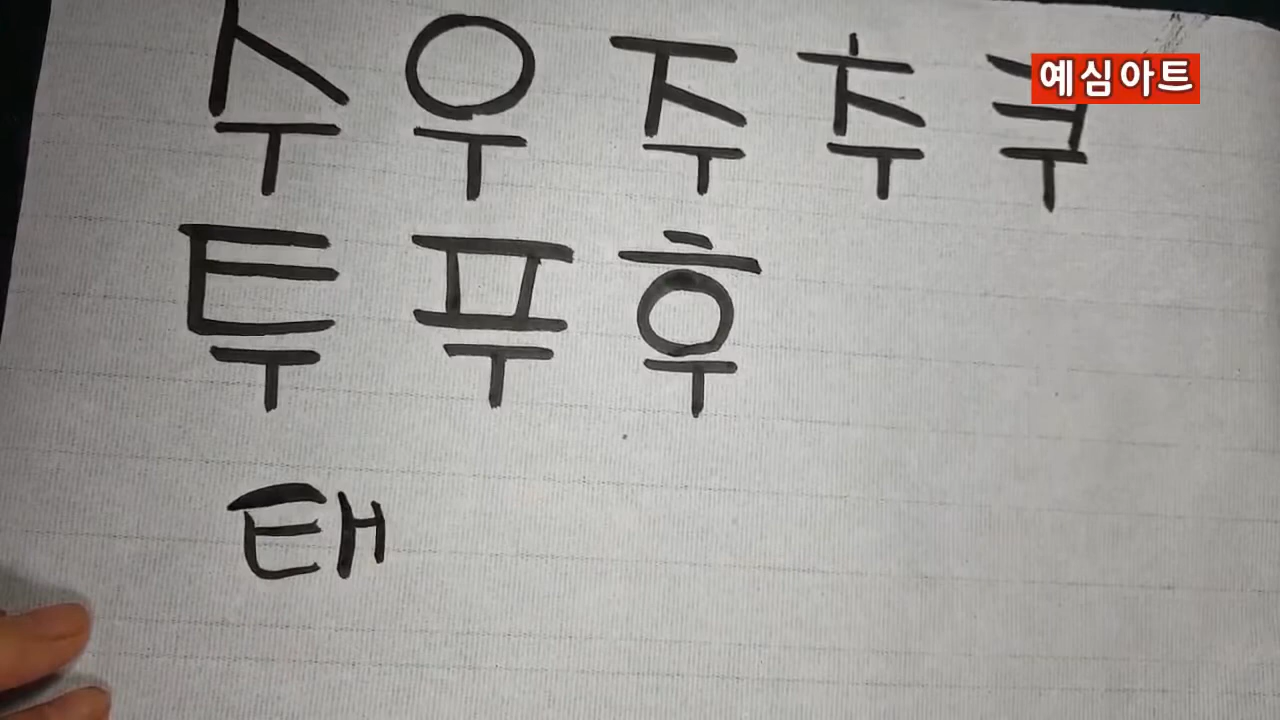 수 우 주 추 쿠
예심아트
투 푸 후
태